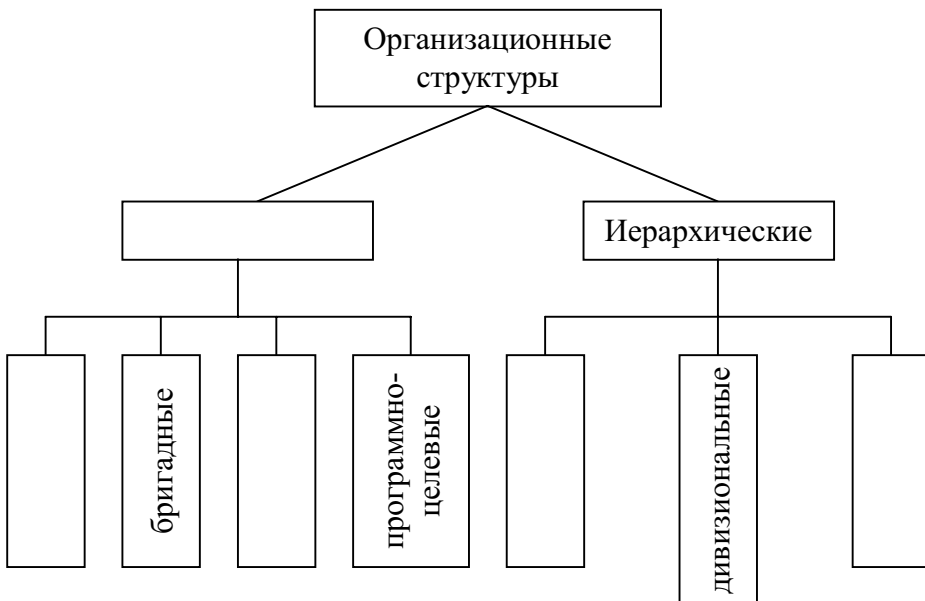 Организационные
структуры
Иерархические
бригадные
программно-
целевые
дивизиональные